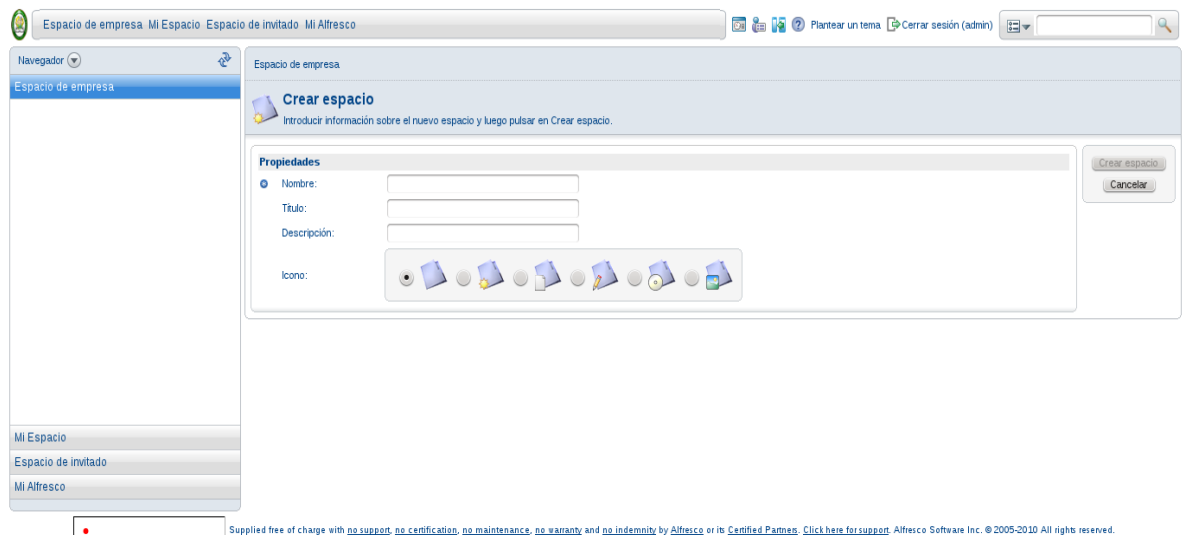 Espacio de empresa Mi Espacio Espacio de invitado Mi Alfresco
Plantear un tema Cerrar sesión (admin)
Navegador
Espacio de empresa
Espacio de empresa
Crear espacio
Introducir información sobre el nuevo espacio y luego pulsar en Crear espacio.
Propiedades
Nombre:
Título:
Descripción:
Icono:
Crear espacio
Cancelar
Mi Espacio
Espacio de invitado
Mi Alfresco
Supplied free of charge with no support, no certification, no maintenance, no warranty and no indemnity by Alfresco or its Certified Partners. Click here for support. Alfresco Software Inc. © 2005-2010 All rights reserved.